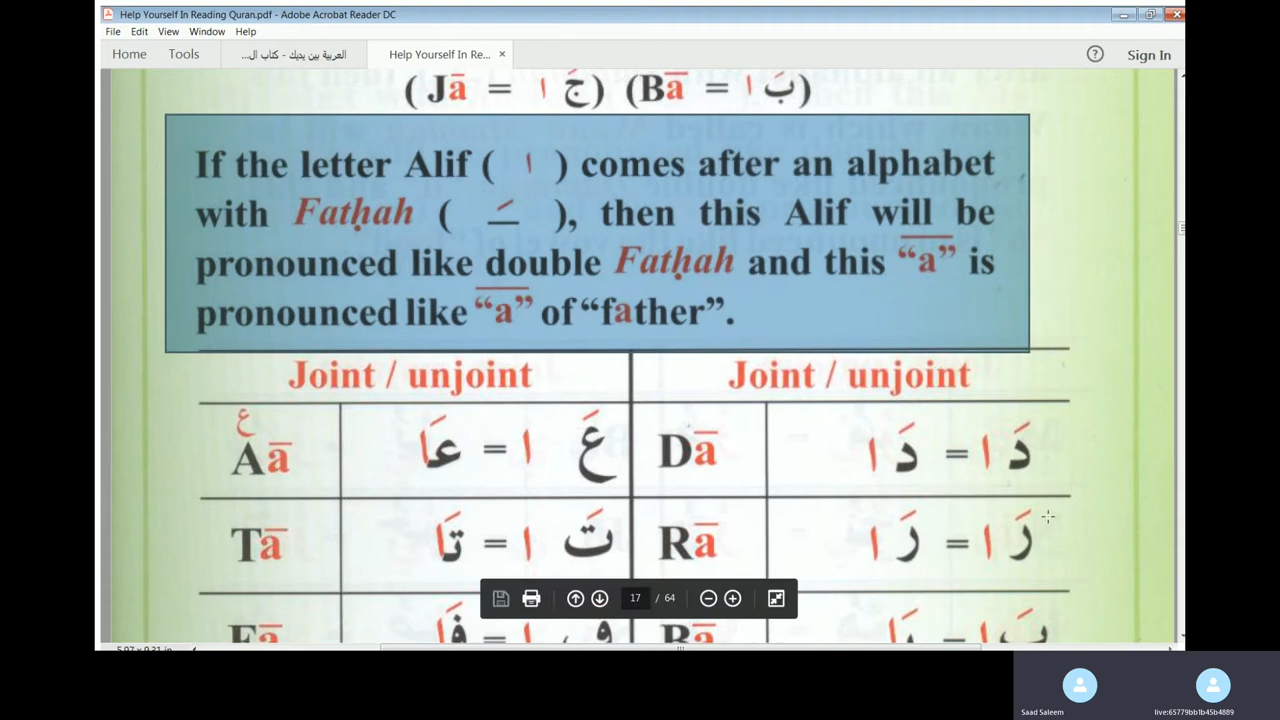 Help Yourself In Reading Quran.pdf - Adobe Acrobat Reader DC
File Edit View Window Help
Home Tools العربية بين يديك - كتاب ال... Help Yourself In Re... × ? Sign In
(Jā = جَ ا) (Bā = بَ ا)
If the letter Alif ( ا ) comes after an alphabet
with Fatḥah ( َ ), then this Alif will be
pronounced like double Fatḥah and this “a” is
pronounced like “a” of “father”.
Joint / unjoint Joint / unjoint
ع
Aā عَ ا = عَا Dā دَ ا = دَ ا
Tā تَ ا = تَا Rā رَ ا = رَ ا
17 / 64
Saad Saleem
live:65779bb1b45b4889